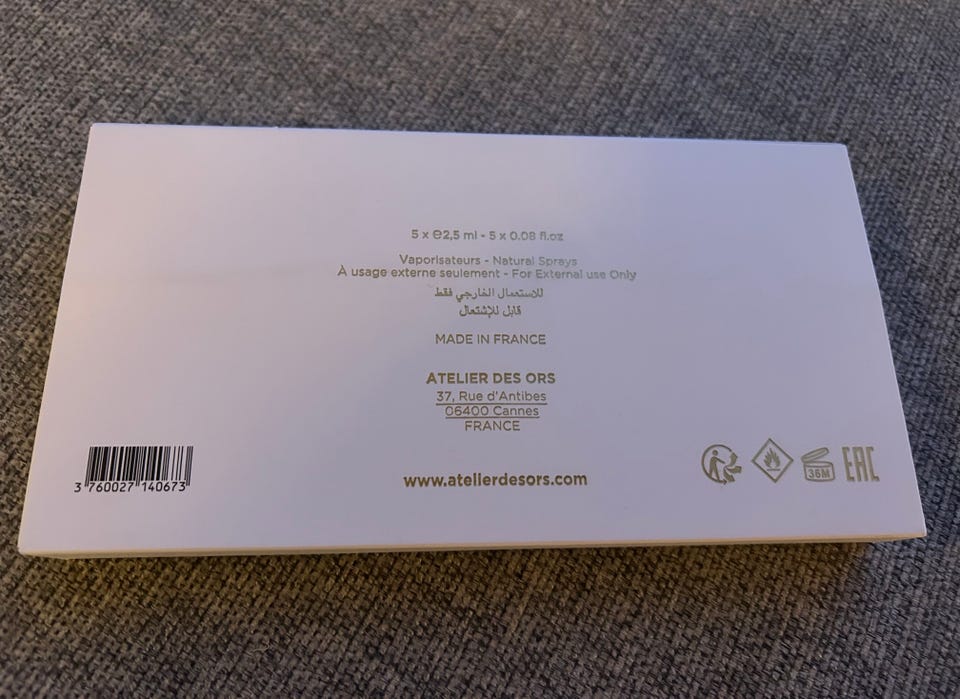 5 x ℮2,5 ml - 5 x 0.08 fl.oz
Vaporisateurs - Natural Sprays
À usage externe seulement - For External use Only
للاستعمال الخارجي فقط
قابل للإشتعال
MADE IN FRANCE
ATELIER DES ORS
37, Rue d'Antibes
06400 Cannes
FRANCE
www.atelierdesors.com
3 760027 140673
36M
EAC